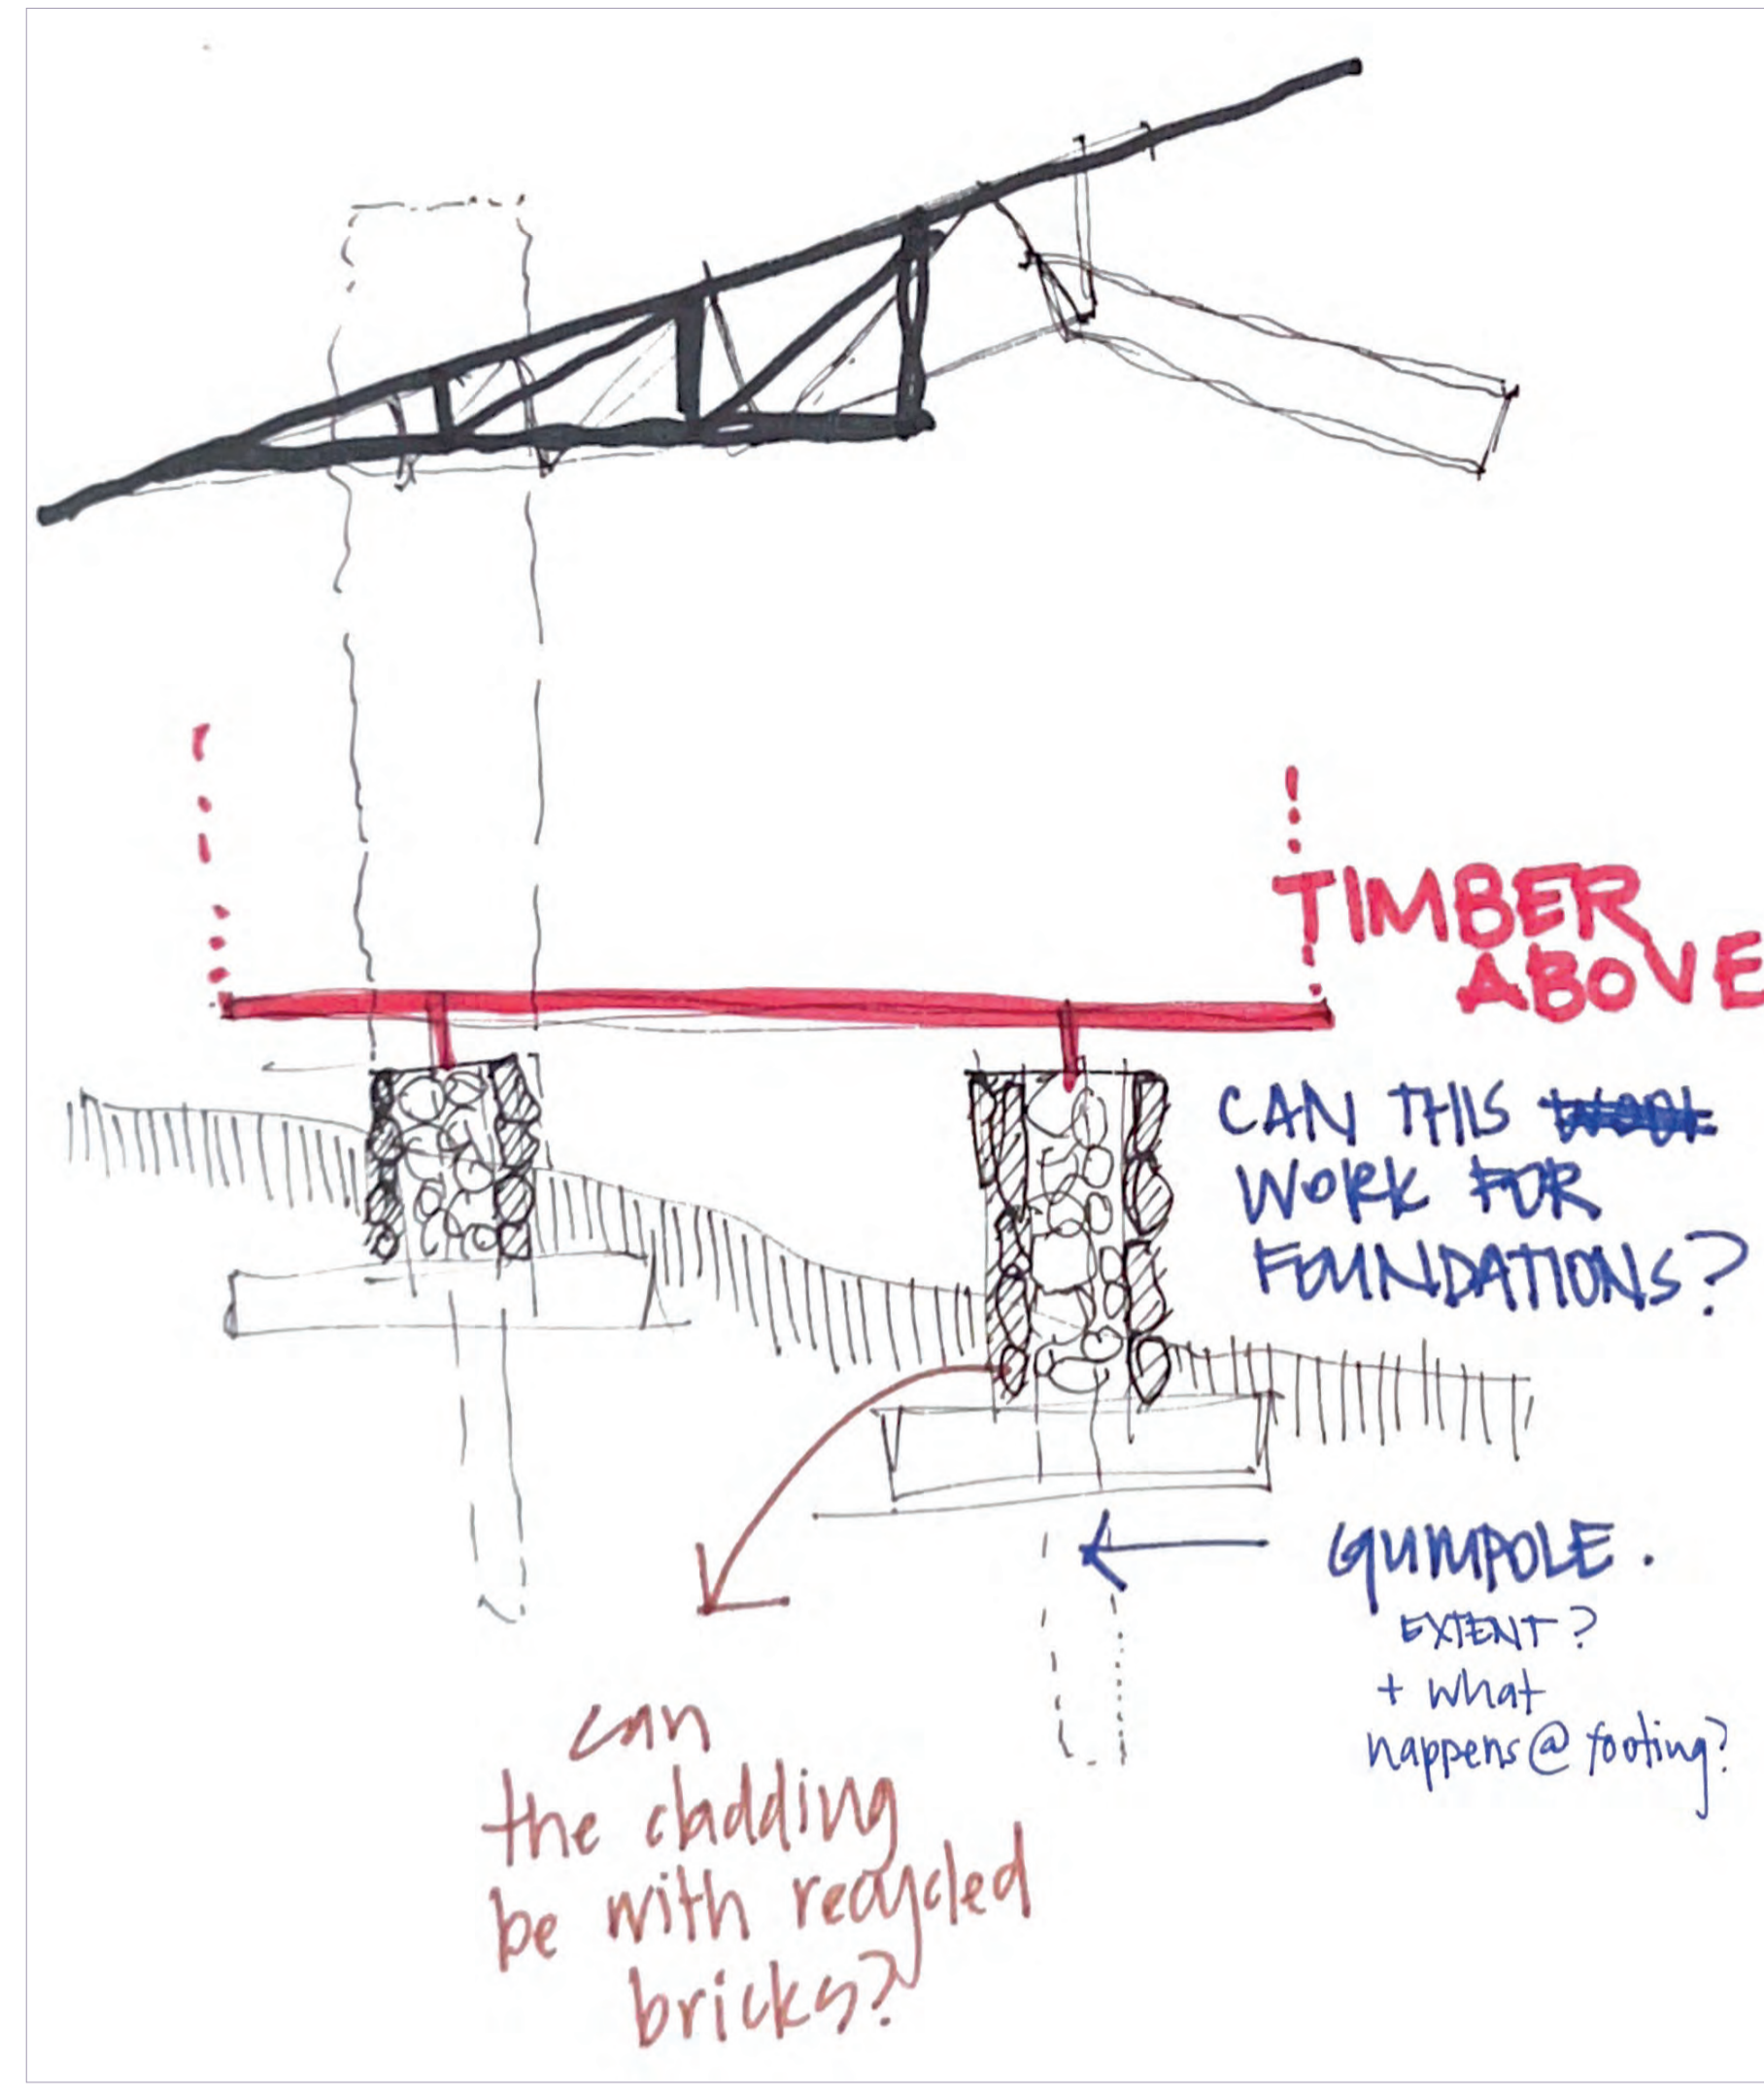 TIMBER
ABOVE
CAN THIS
WORK FOR
FOUNDATIONS?
GUMPOLE.
EXTENT?
+ what
happens @ footing?
can
the cladding
be with recycled
bricks?